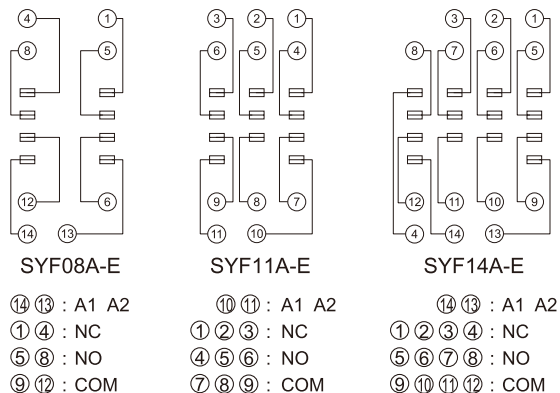 ④ ① ③ ② ① ③ ② ①
⑧ ⑤ ⑥ ⑤ ④ ⑧ ⑦ ⑥ ⑤
⑫ ⑥ ⑨ ⑧ ⑦ ⑫ ⑪ ⑩ ⑨
⑭ ⑬ ⑪ ⑩ ④ ⑭ ⑬
SYF08A-E SYF11A-E SYF14A-E
⑭ ⑬ : A1 A2 ⑩ ⑪ : A1 A2 ⑭ ⑬ : A1 A2
① ④ : NC ① ② ③ : NC ① ② ③ ④ : NC
⑤ ⑧ : NO ④ ⑤ ⑥ : NO ⑤ ⑥ ⑦ ⑧ : NO
⑨ ⑫ : COM ⑦ ⑧ ⑨ : COM ⑨ ⑩ ⑪ ⑫ : COM